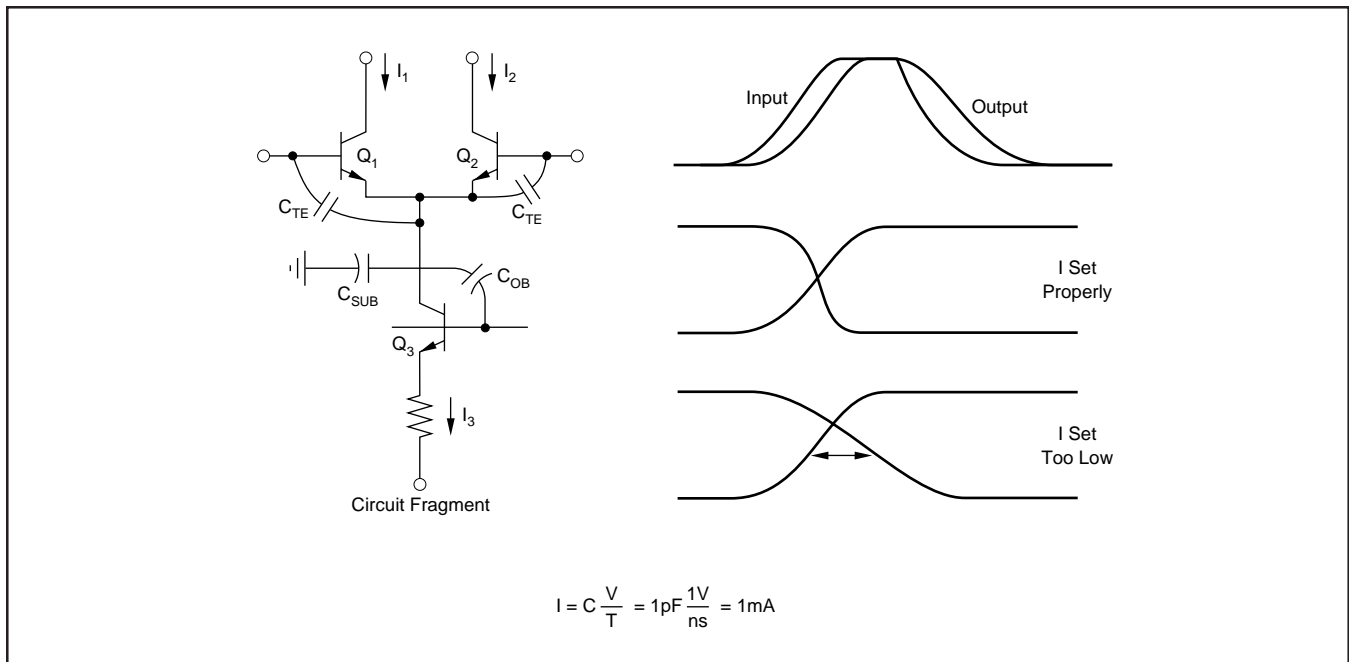 I1
I2
Input
Output
Q1
Q2
CTE
CTE
I Set
Properly
CSUB
COB
Q3
I Set
Too Low
I3
Circuit Fragment
I = C V/T = 1pF 1V/ns = 1mA